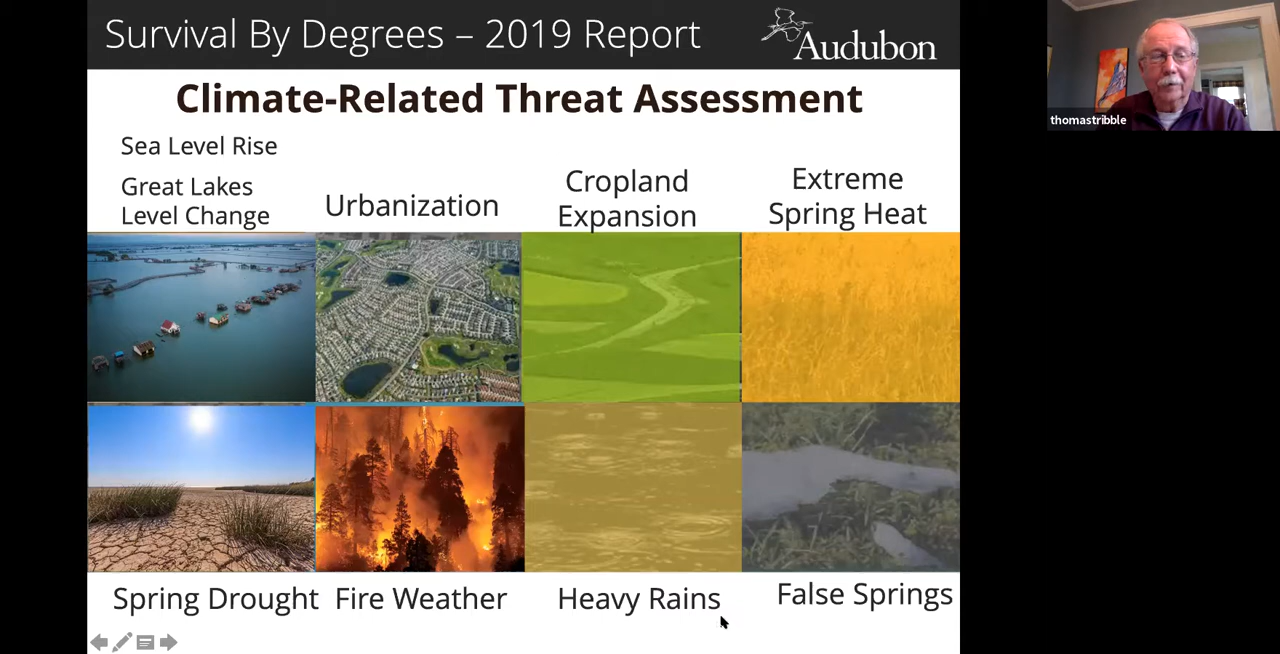 Survival By Degrees – 2019 Report
Audubon
Climate-Related Threat Assessment
Sea Level Rise
Great Lakes
Level Change
Urbanization
Cropland
Expansion
Extreme
Spring Heat
Spring Drought
Fire Weather
Heavy Rains
False Springs
thomastribble